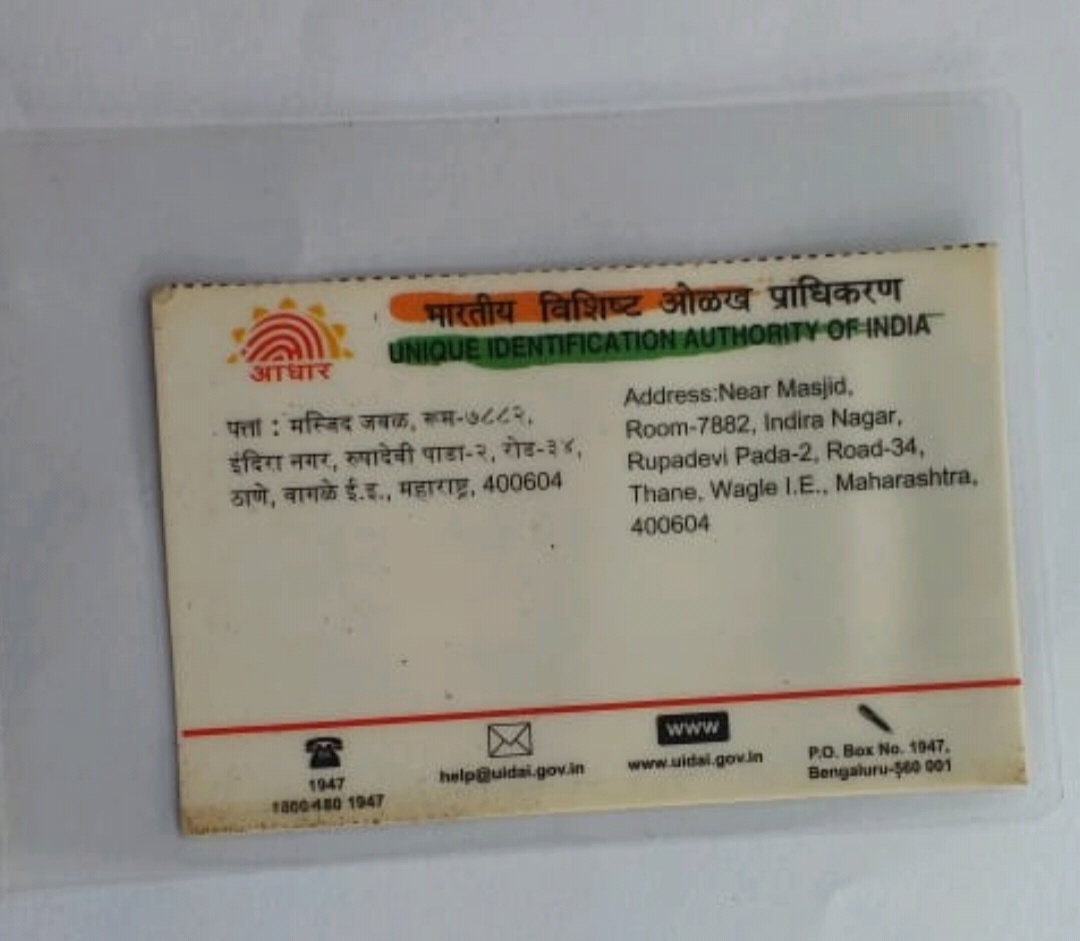 भारतीय विशिष्ट ओळख प्राधिकरण
UNIQUE IDENTIFICATION AUTHORITY OF INDIA
आधार
पत्ता : मस्जिद जवळ, रूम-७८८२,
इंदिरा नगर, रुपादेवी पाडा-२, रोड-३४,
ठाणे, वागळे ई.इ., महाराष्ट्र, 400604
Address:Near Masjid,
Room-7882, Indira Nagar,
Rupadevi Pada-2, Road-34,
Thane, Wagle I.E., Maharashtra,
400604
1947
1800 180 1947
help@uidai.gov.in
www
www.uidai.gov.in
P.O. Box No. 1947,
Bengaluru-560 001